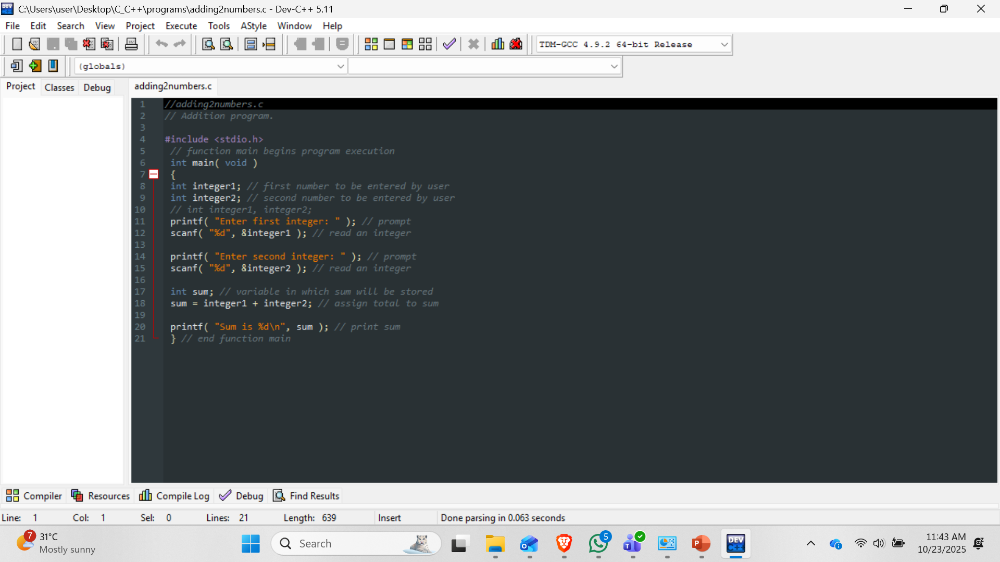 C:\Users\user\Desktop\C_C++\programs\adding2numbers.c - Dev-C++ 5.11
File Edit Search View Project Execute Tools AStyle Window Help
TDM-GCC 4.9.2 64-bit Release
(globals)
Project Classes Debug adding2numbers.c
1 //adding2numbers.c
2 // Addition program.
3
4 #include <stdio.h>
5 // function main begins program execution
6 int main( void )
7 {
8 int integer1; // first number to be entered by user
9 int integer2; // second number to be entered by user
10 // int integer1, integer2;
11 printf( "Enter first integer: " ); // prompt
12 scanf( "%d", &integer1 ); // read an integer
13
14 printf( "Enter second integer: " ); // prompt
15 scanf( "%d", &integer2 ); // read an integer
16
17 int sum; // variable in which sum will be stored
18 sum = integer1 + integer2; // assign total to sum
19
20 printf( "Sum is %d\n", sum ); // print sum
21 } // end function main
Compiler Resources Compile Log Debug Find Results
Line: 1 Col: 1 Sel: 0 Lines: 21 Length: 639 Insert Done parsing in 0.063 seconds
7 31°C
Mostly sunny
Search
5
DEV
C++
11:43 AM
10/23/2025